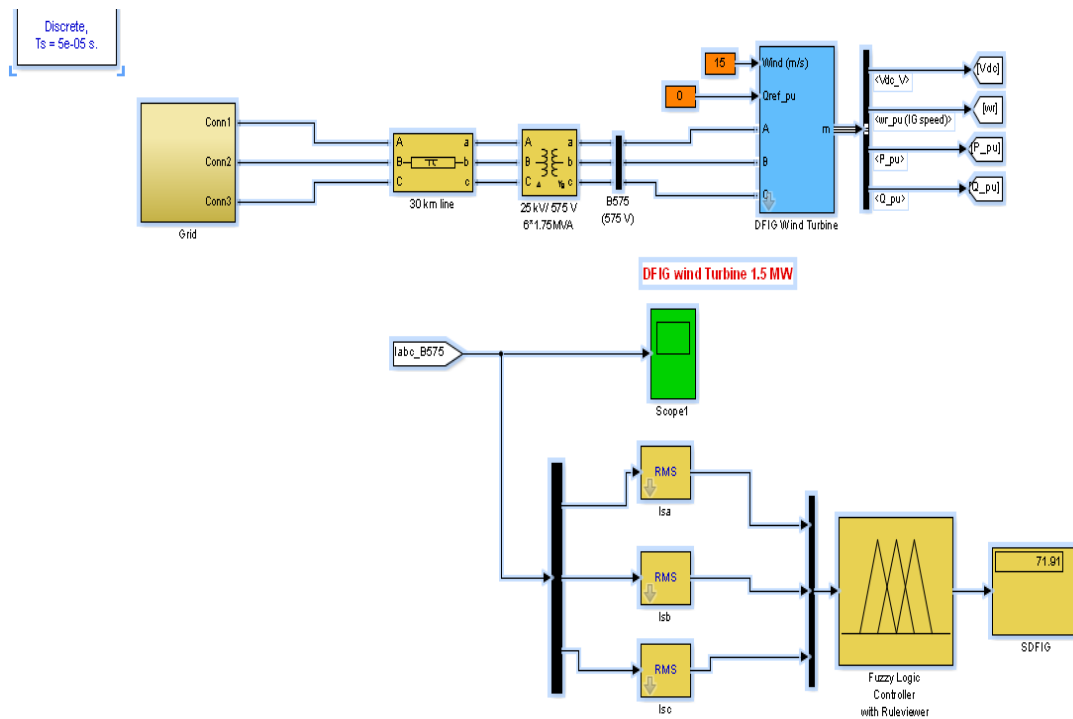 Discrete,
Ts = 5e-05 s.
Conn1
Conn2
Conn3
Grid
A
B
C
a
b
c
30 km line
A
B
C
a
b
c
25 kV/ 575 V
6*1.75MVA
B575
(575 V)
15
0
Wind (m/s)
Qref_pu
A
B
C
m
DFIG Wind Turbine
<Vdc_V>
<wr_pu (IG speed)>
<P_pu>
<Q_pu>
[Vdc]
[wr]
[P_pu]
[Q_pu]
DFIG wind Turbine 1.5 MW
Iabc_B575
Scope1
RMS
Isa
RMS
Isb
RMS
Isc
Fuzzy Logic
Controller
with Ruleviewer
71.91
SDFIG